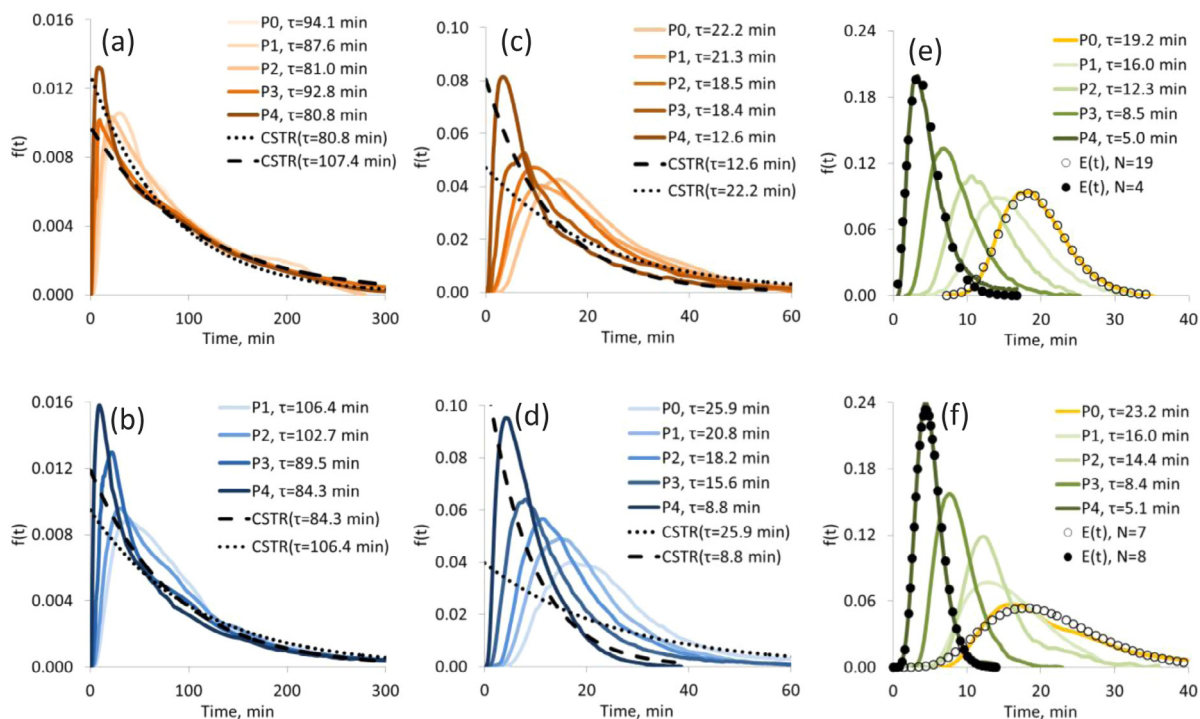 (a)
0.016
0.012
0.008
0.004
0.000
f(t)
0
100
200
300
Time, min
P0, τ=94.1 min
P1, τ=87.6 min
P2, τ=81.0 min
P3, τ=92.8 min
P4, τ=80.8 min
CSTR(τ=80.8 min)
CSTR(τ=107.4 min)
(c)
0.10
0.08
0.06
0.04
0.02
0.00
f(t)
0
20
40
60
Time, min
P0, τ=22.2 min
P1, τ=21.3 min
P2, τ=18.5 min
P3, τ=18.4 min
P4, τ=12.6 min
CSTR(τ=12.6 min)
CSTR(τ=22.2 min)
(e)
0.24
0.18
0.12
0.06
0.00
f(t)
0
10
20
30
40
Time, min
P0, τ=19.2 min
P1, τ=16.0 min
P2, τ=12.3 min
P3, τ=8.5 min
P4, τ=5.0 min
E(t), N=19
E(t), N=4
(b)
0.016
0.012
0.008
0.004
0.000
f(t)
0
100
200
300
Time, min
P1, τ=106.4 min
P2, τ=102.7 min
P3, τ=89.5 min
P4, τ=84.3 min
CSTR(τ=84.3 min)
CSTR(τ=106.4 min)
(d)
0.10
0.08
0.06
0.04
0.02
0.00
f(t)
0
20
40
60
Time, min
P0, τ=25.9 min
P1, τ=20.8 min
P2, τ=18.2 min
P3, τ=15.6 min
P4, τ=8.8 min
CSTR(τ=25.9 min)
CSTR(τ=8.8 min)
(f)
0.24
0.18
0.12
0.06
0.00
f(t)
0
10
20
30
40
Time, min
P0, τ=23.2 min
P1, τ=16.0 min
P2, τ=14.4 min
P3, τ=8.4 min
P4, τ=5.1 min
E(t), N=7
E(t), N=8